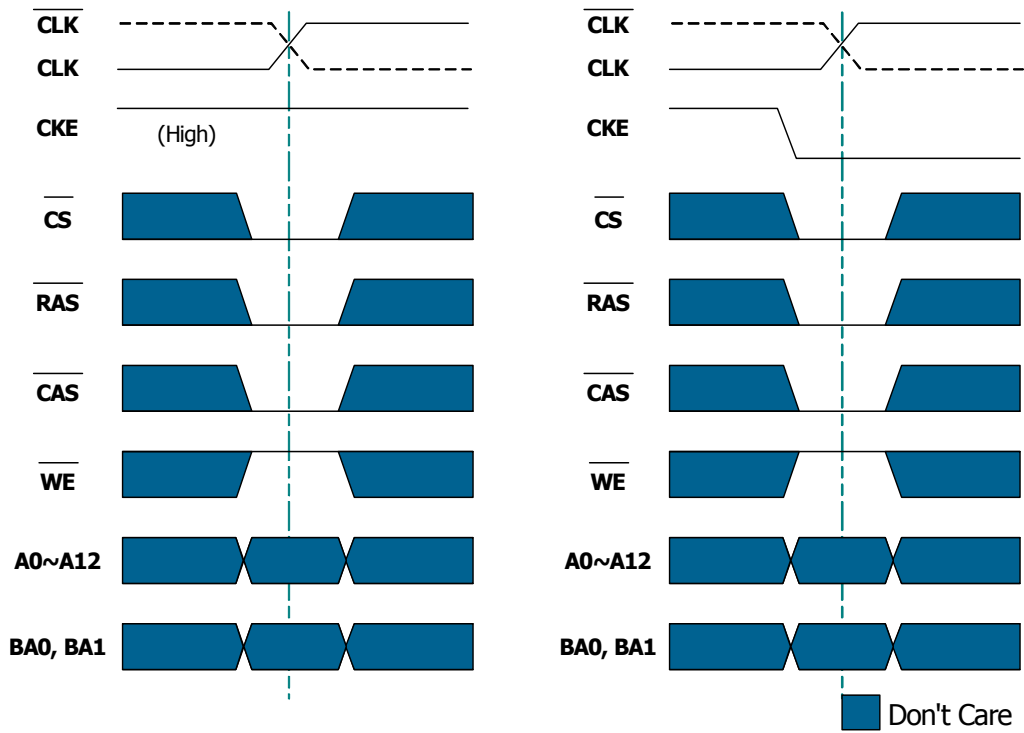 CLK
CLK
CKE
(High)
CS
RAS
CAS
WE
A0~A12
BA0, BA1
CLK
CLK
CKE
CS
RAS
CAS
WE
A0~A12
BA0, BA1
Don't Care